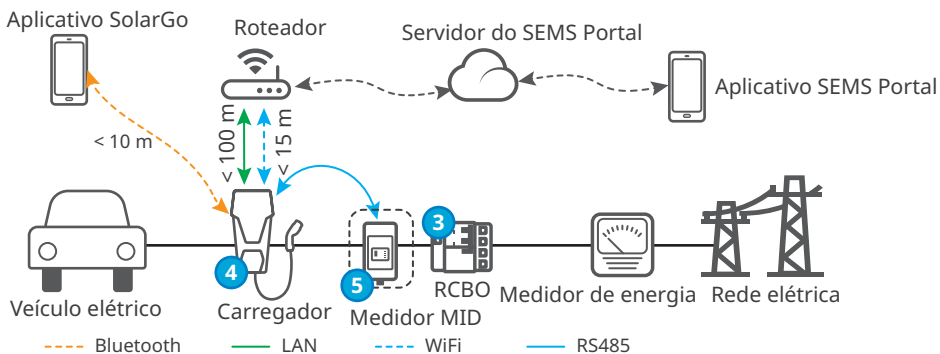 Aplicativo SolarGo
Roteador
Servidor do SEMS Portal
Aplicativo SEMS Portal
< 10 m
< 100 m
< 15 m
3
4
5
Veículo elétrico
Carregador
Medidor MID
RCBO
Medidor de energia
Rede elétrica
Bluetooth
LAN
WiFi
RS485